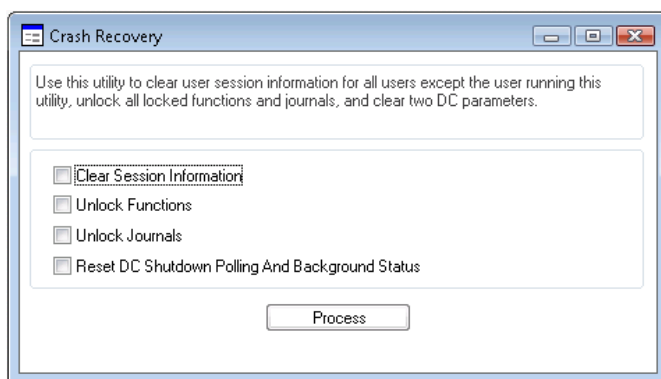 Crash Recovery
Use this utility to clear user session information for all users except the user running this
utility, unlock all locked functions and journals, and clear two DC parameters.
Clear Session Information
Unlock Functions
Unlock Journals
Reset DC Shutdown Polling And Background Status
Process